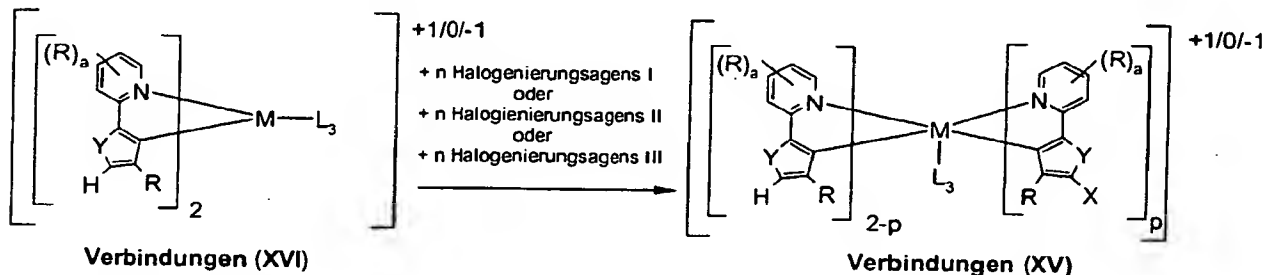 (R)a
N
Y
H
R
2
M
L3
+1/0/-1
+ n Halogenierungsagens I
oder
+ n Halogienierungsagens II
oder
+ n Halogenierungsagens III
(R)a
N
Y
H
R
2-p
M
L3
(R)a
N
Y
R
X
p
+1/0/-1
Verbindungen (XVI)
Verbindungen (XV)